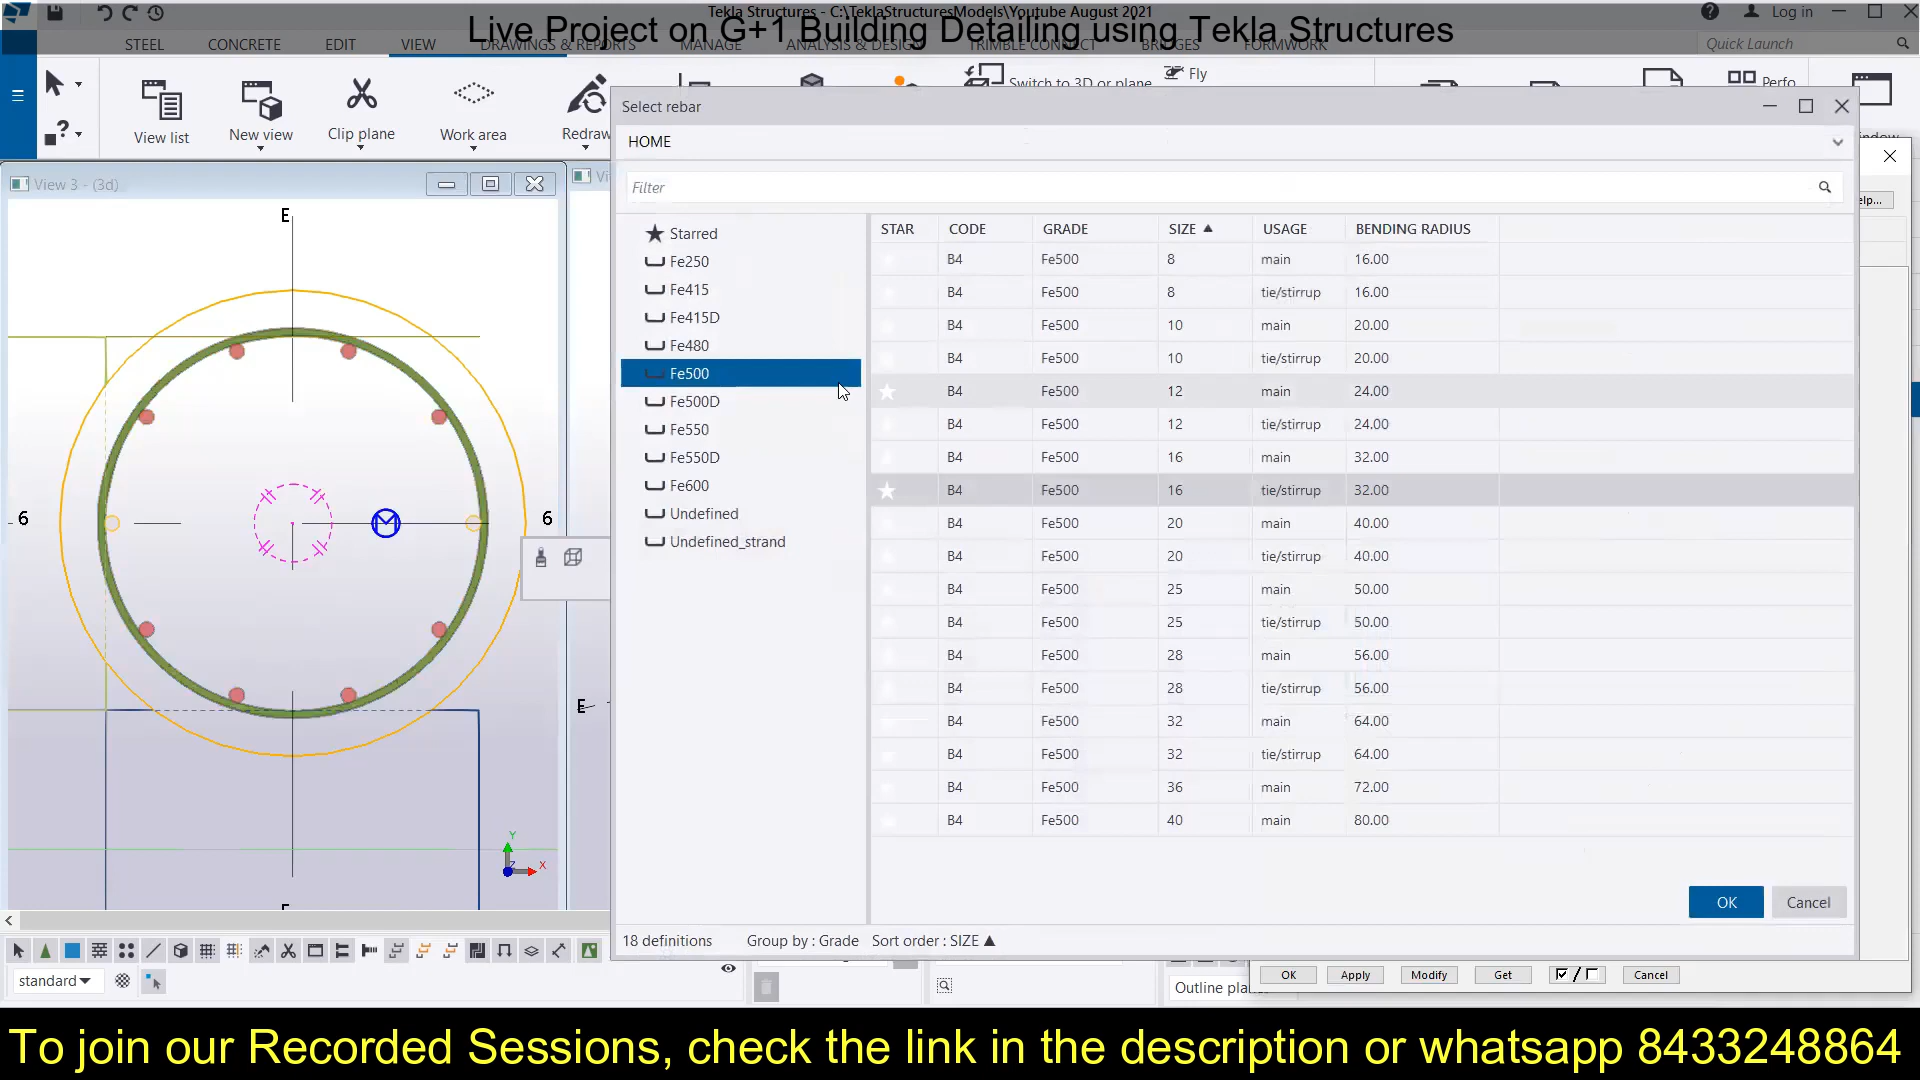 Tekla Structures - C:\TeklaStructuresModels\Youtube August 2021
Log in
Live Project on G+1 Building Detailing using Tekla Structures
STEEL CONCRETE EDIT VIEW DRAWINGS & REPORTS MANAGE ANALYSIS & DESIGN TRIMBLE CONNECT BRIDGES FORMWORK
Quick Launch
View list
New view
Clip plane
Work area
Redraw
Switch to 3D or plane
Fly
Perfo
Select rebar
HOME
Filter
View 3 - (3d)
E
6
6
E
Y
X
Z
Starred
Fe250
Fe415
Fe415D
Fe480
Fe500
Fe500D
Fe550
Fe550D
Fe600
Undefined
Undefined_strand
STAR CODE GRADE SIZE USAGE BENDING RADIUS
B4 Fe500 8 main 16.00
B4 Fe500 8 tie/stirrup 16.00
B4 Fe500 10 main 20.00
B4 Fe500 10 tie/stirrup 20.00
B4 Fe500 12 main 24.00
B4 Fe500 12 tie/stirrup 24.00
B4 Fe500 16 main 32.00
B4 Fe500 16 tie/stirrup 32.00
B4 Fe500 20 main 40.00
B4 Fe500 20 tie/stirrup 40.00
B4 Fe500 25 main 50.00
B4 Fe500 25 tie/stirrup 50.00
B4 Fe500 28 main 56.00
B4 Fe500 28 tie/stirrup 56.00
B4 Fe500 32 main 64.00
B4 Fe500 32 tie/stirrup 64.00
B4 Fe500 36 main 72.00
B4 Fe500 40 main 80.00
OK Cancel
18 definitions Group by : Grade Sort order : SIZE
standard
Outline
OK Apply Modify Get Cancel
To join our Recorded Sessions, check the link in the description or whatsapp 8433248864